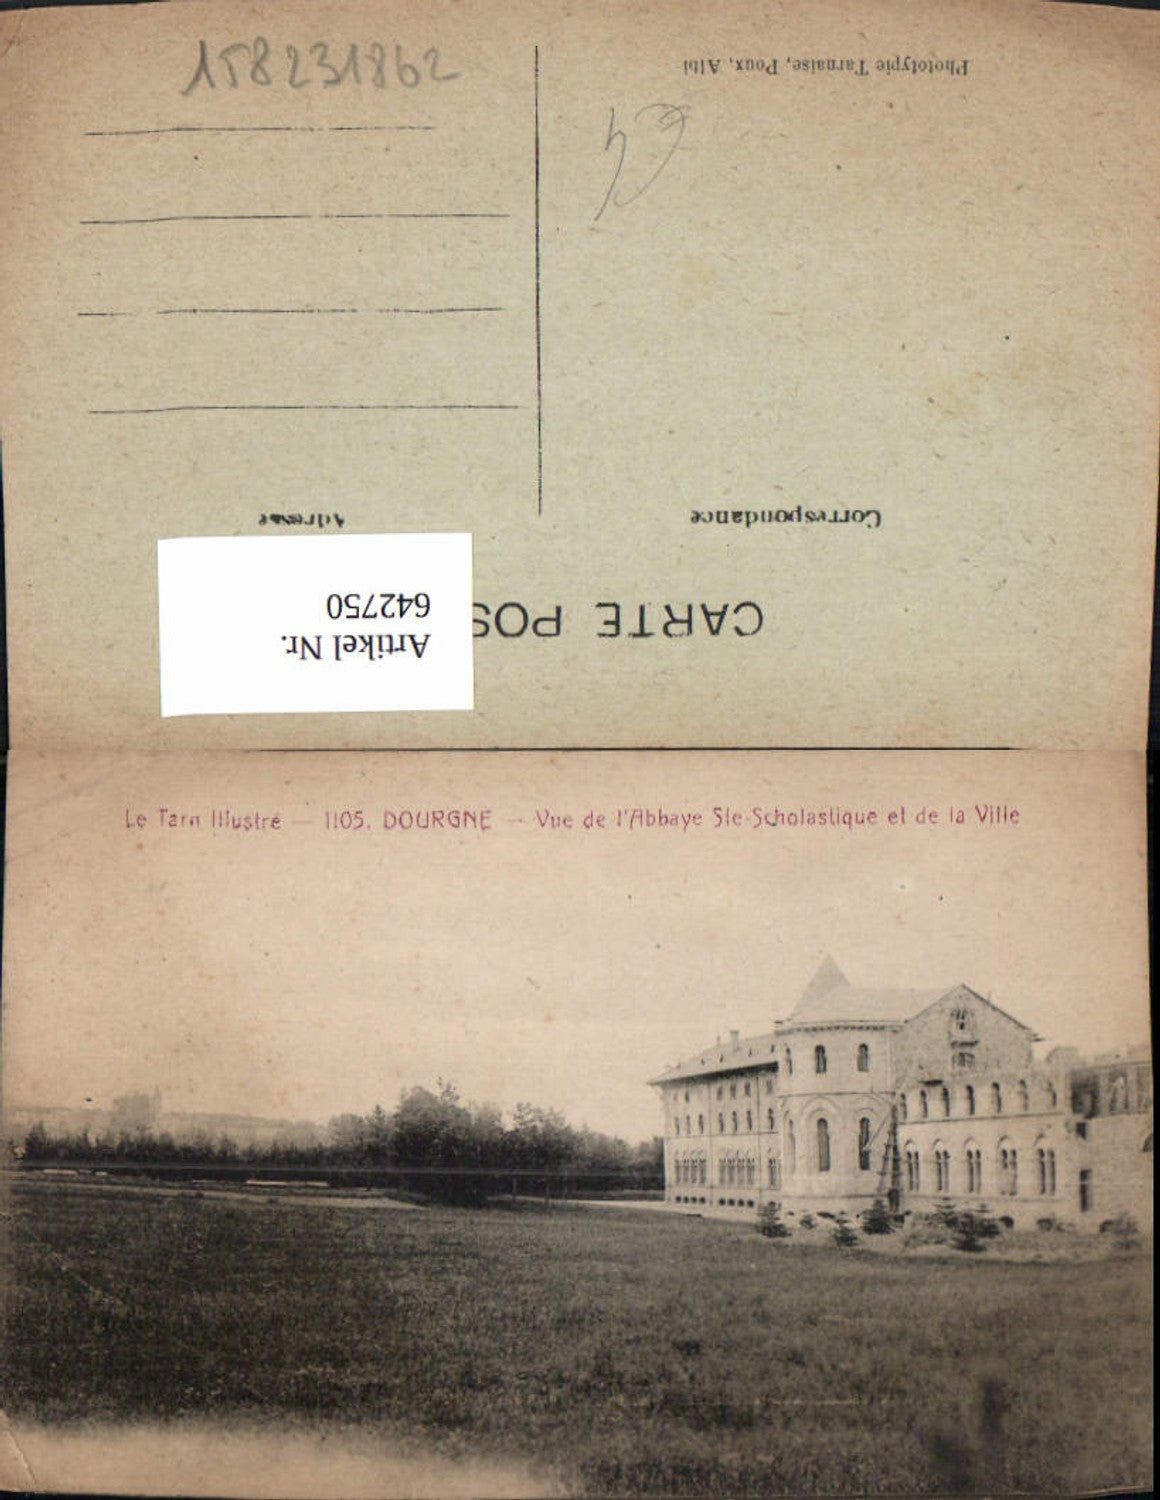 158231862
Phototypie Tarnaise, Poux, Albi
Adresse
Correspondance
CARTE POS
Artikel Nr.
642750
Le Tarn Illustré — 1105. DOURGNE — Vue de l'Abbaye Ste-Scholastique et de la Ville